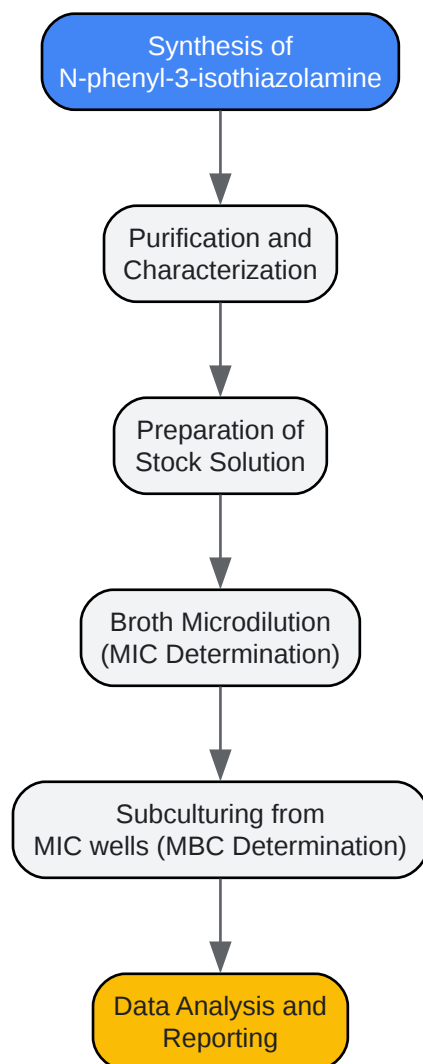 Synthesis of
N-phenyl-3-isothiazolamine
Purification and
Characterization
Preparation of
Stock Solution
Broth Microdilution
(MIC Determination)
Subculturing from
MIC wells (MBC Determination)
Data Analysis and
Reporting